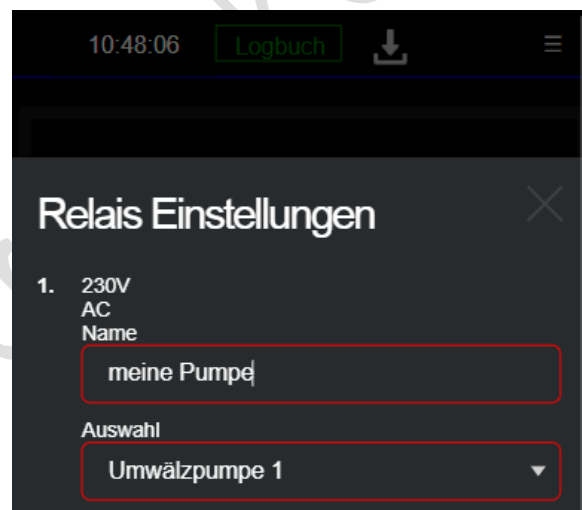 10:48:06 Logbuch
Relais Einstellungen
1. 230V
AC
Name
meine Pumpe
Auswahl
Umwälzpumpe 1